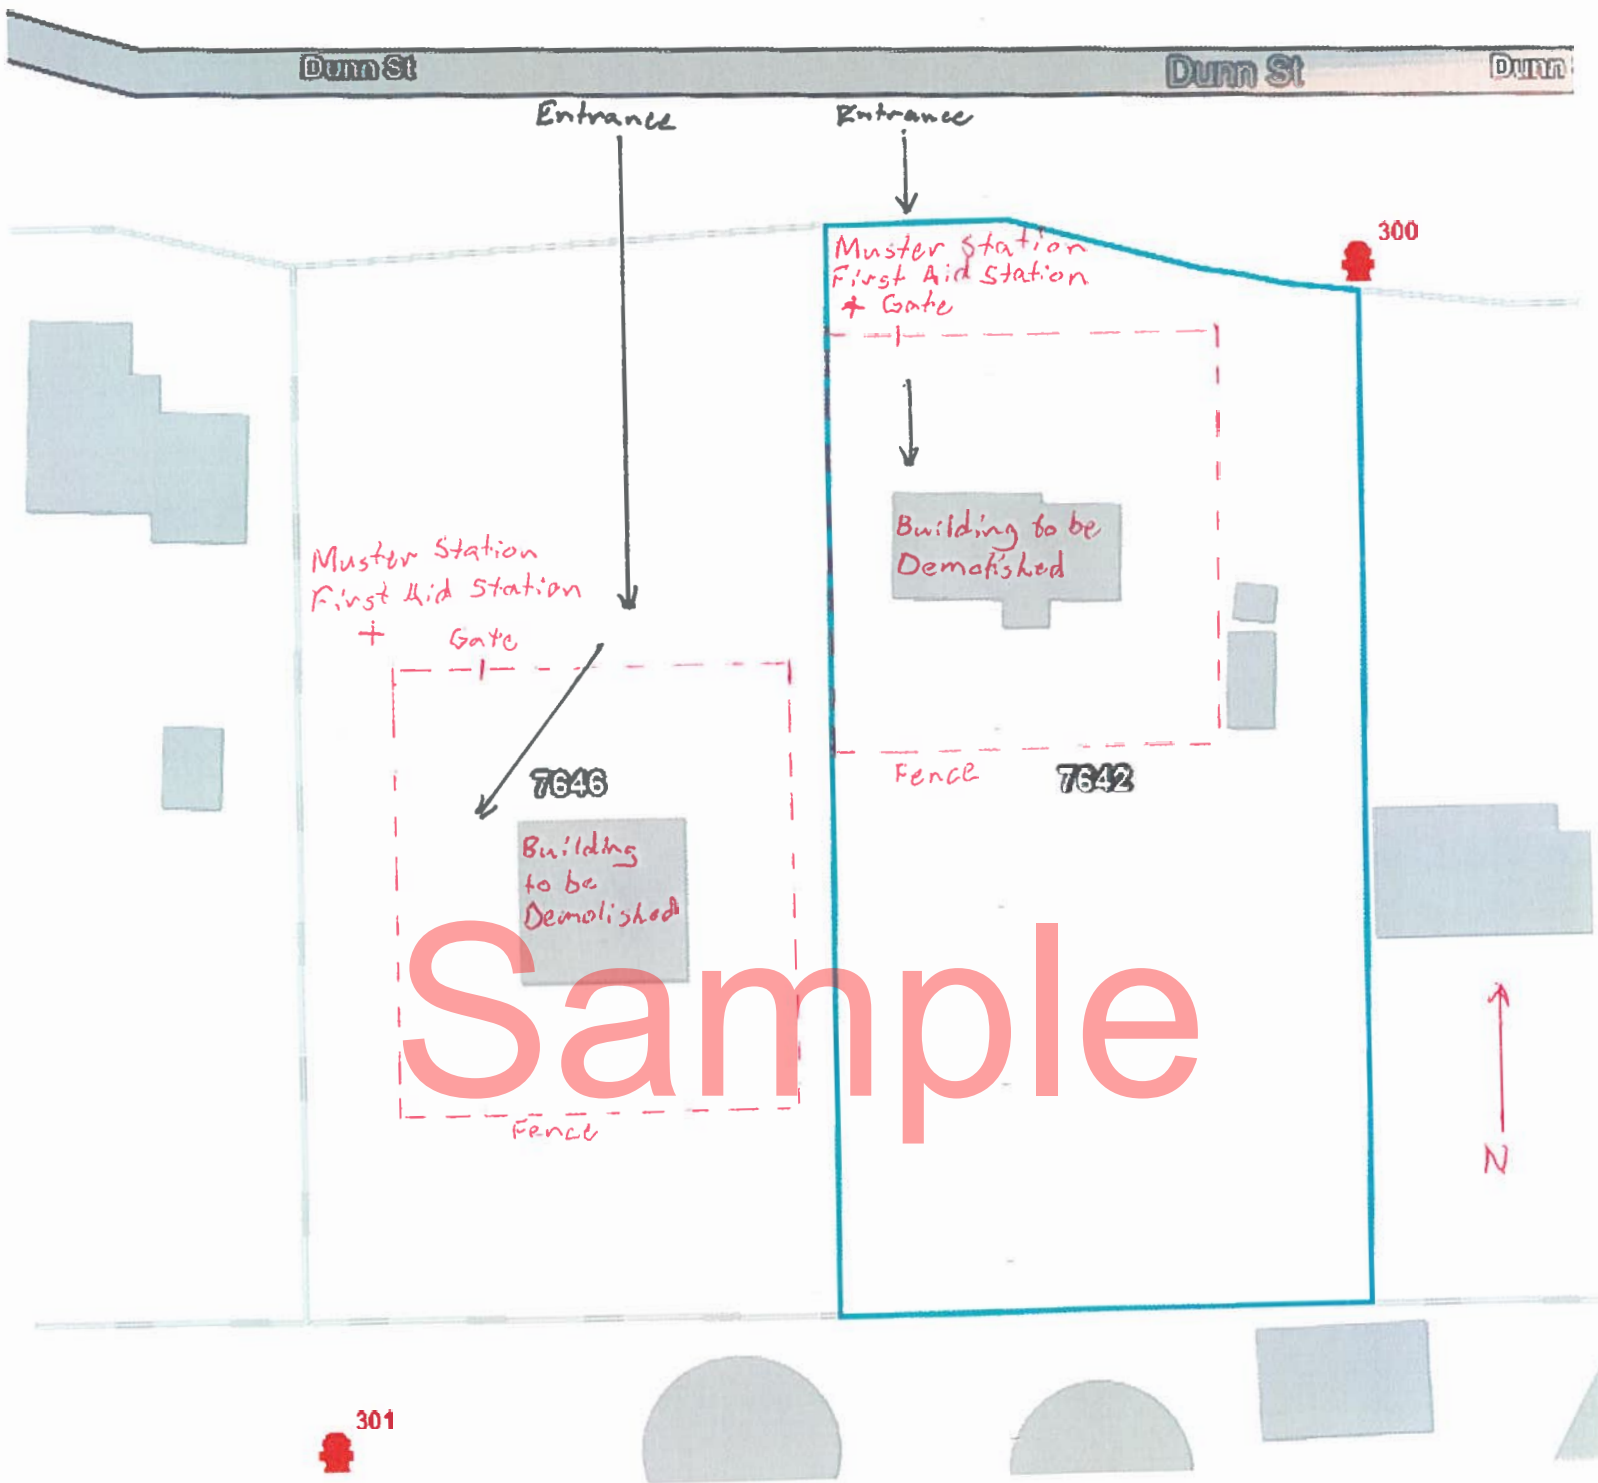 Dunn St
Dunn St
Dunn
Entrance
Entrance
300
Muster Station
First Aid Station
+ Gate
Building to be
Demolished
Muster Station
First Aid Station
+
Gate
Fence
7642
7646
Building
to be
Demolished
Sample
Fence
N
301